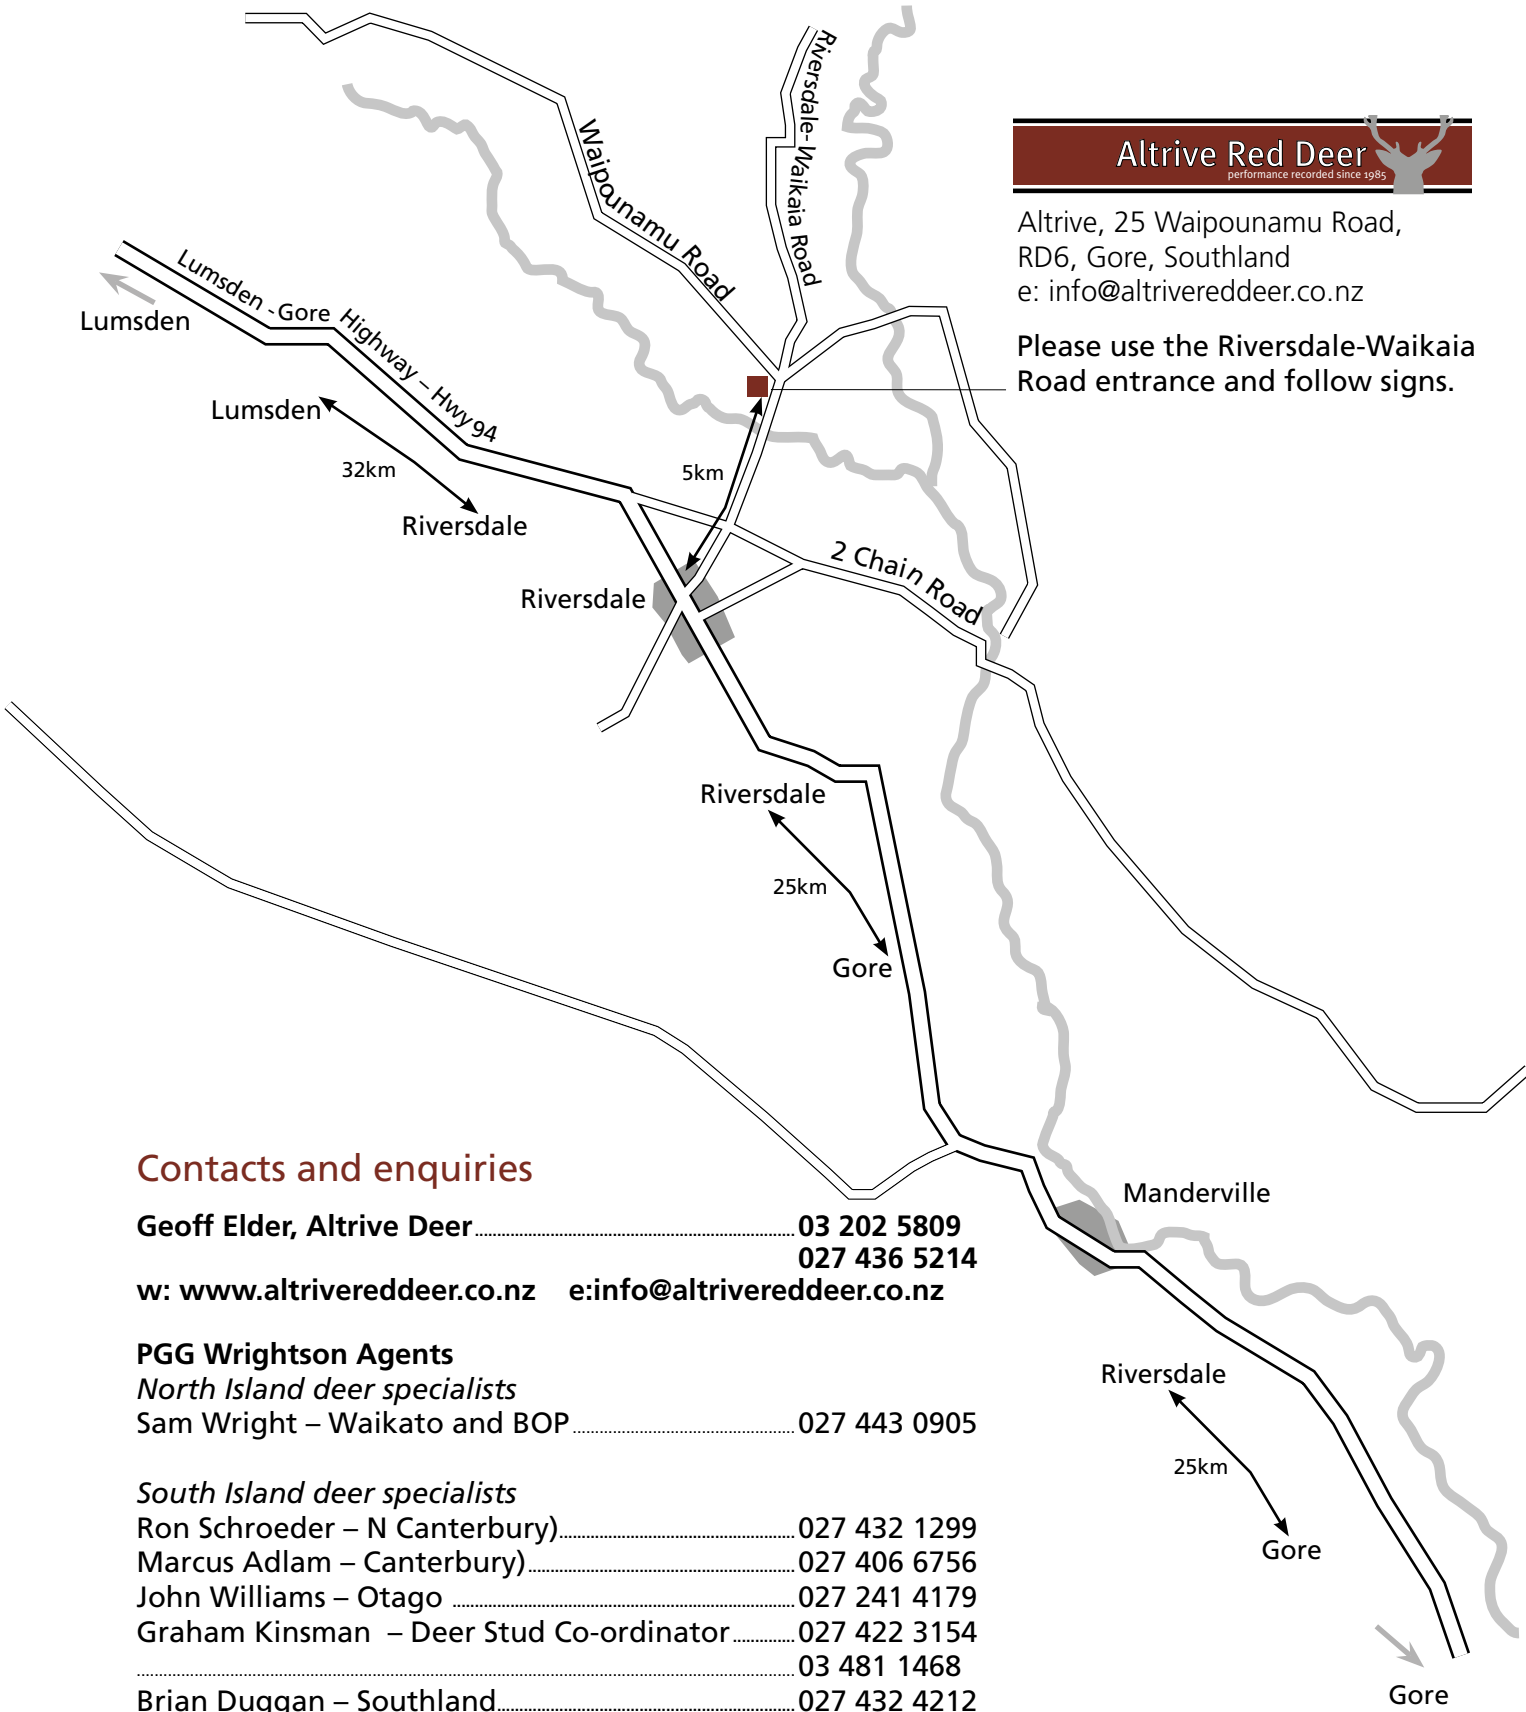 Riversdale-Waikaia Road
Waipounamu Road
Altrive Red Deer
performance recorded since 1985
Altrive, 25 Waipounamu Road,
RD6, Gore, Southland
e: info@altrivereddeer.co.nz
Please use the Riversdale-Waikaia
Road entrance and follow signs.
Lumsden - Gore Highway – Hwy 94
Lumsden
Lumsden
32km
Riversdale
5km
Riversdale
2 Chain Road
Riversdale
25km
Gore
Manderville
Riversdale
25km
Gore
Gore
Contacts and enquiries
Geoff Elder, Altrive Deer 03 202 5809
027 436 5214
w: www.altrivereddeer.co.nz e:info@altrivereddeer.co.nz
PGG Wrightson Agents
North Island deer specialists
Sam Wright – Waikato and BOP 027 443 0905
South Island deer specialists
Ron Schroeder – N Canterbury) 027 432 1299
Marcus Adlam – Canterbury) 027 406 6756
John Williams – Otago 027 241 4179
Graham Kinsman – Deer Stud Co-ordinator 027 422 3154
03 481 1468
Brian Duggan – Southland 027 432 4212